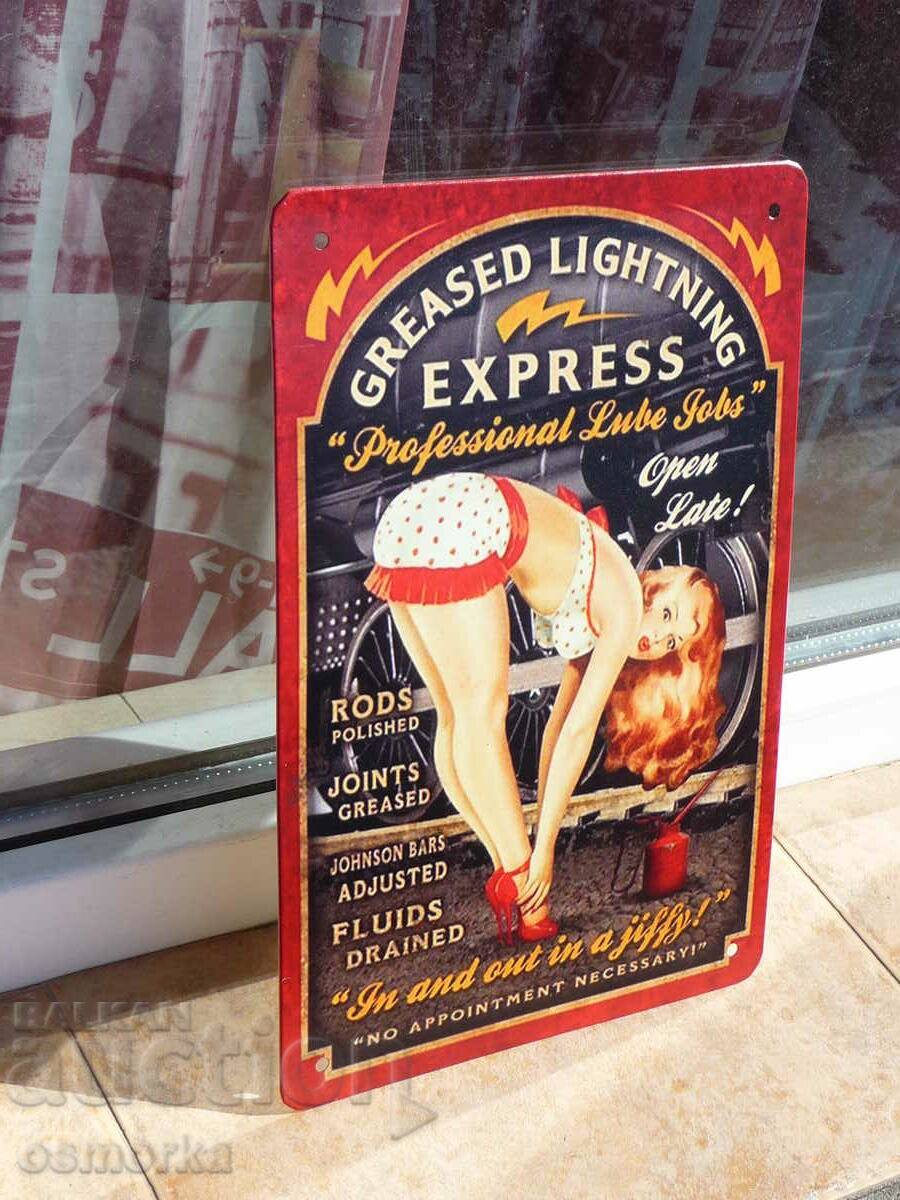 GREASED LIGHTNING
EXPRESS
"Professional Lube Jobs"
Open
Late!
RODS
POLISHED
JOINTS
GREASED
JOHNSON BARS
ADJUSTED
FLUIDS
DRAINED
"In and out in a jiffy!"
"NO APPOINTMENT NECESSARY!"
BALKAN
auction
osmorka